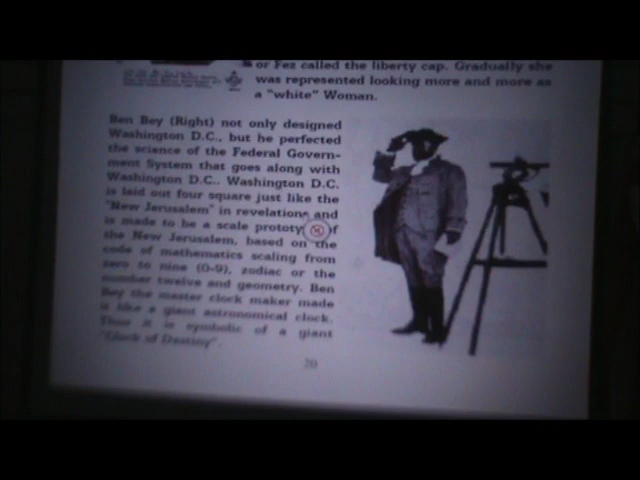 or Fez called the liberty cap. Gradually she
was represented looking more and more as
a "white" Woman.
Ben Bey (Right) not only designed
Washington D.C., but he perfected
the science of the Federal Govern-
ment System that goes along with
Washington D.C.. Washington D.C.
is laid out four square just like the
"New Jerusalem" in revelations and
is made to be a scale prototy of
the New Jerusalem, based on the
code of mathematics scaling from
zero to nine (0-9), zodiac or the
number twelve and geometry. Ben
Bey the master clock maker made
it like a giant astronomical clock.
Thus it is symbolic of a giant
"Clock of Destiny".
20